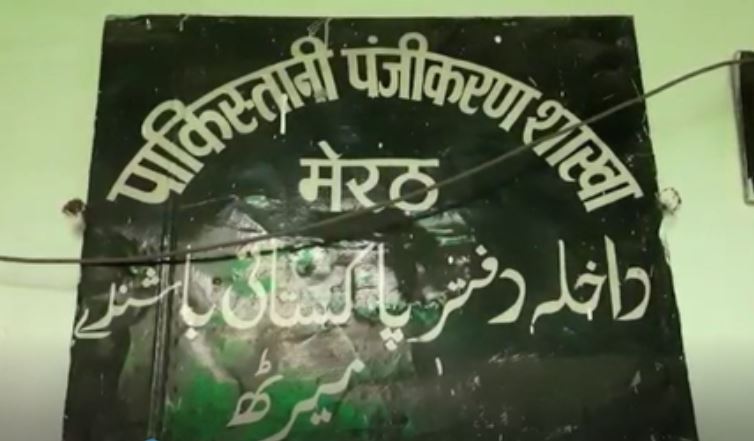 पाकिस्तानी पंजीकरण शाखा
मेरठ
داخلہ دفتر پاکستانی باشندے
میرٹھ